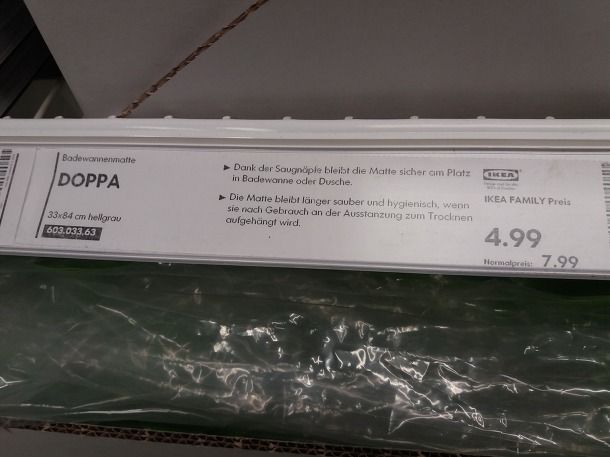 Badewannenmatte
DOPPA
33x84 cm hellgrau
603.033.63
▶ Dank der Saugnäpfe bleibt die Matte sicher am Platz
in Badewanne oder Dusche.
▶ Die Matte bleibt länger sauber und hygienisch, wenn
sie nach Gebrauch an der Ausstanzung zum Trocknen
aufgehängt wird.
IKEA
IKEA FAMILY Preis
4.99
Normalpreis: 7.99